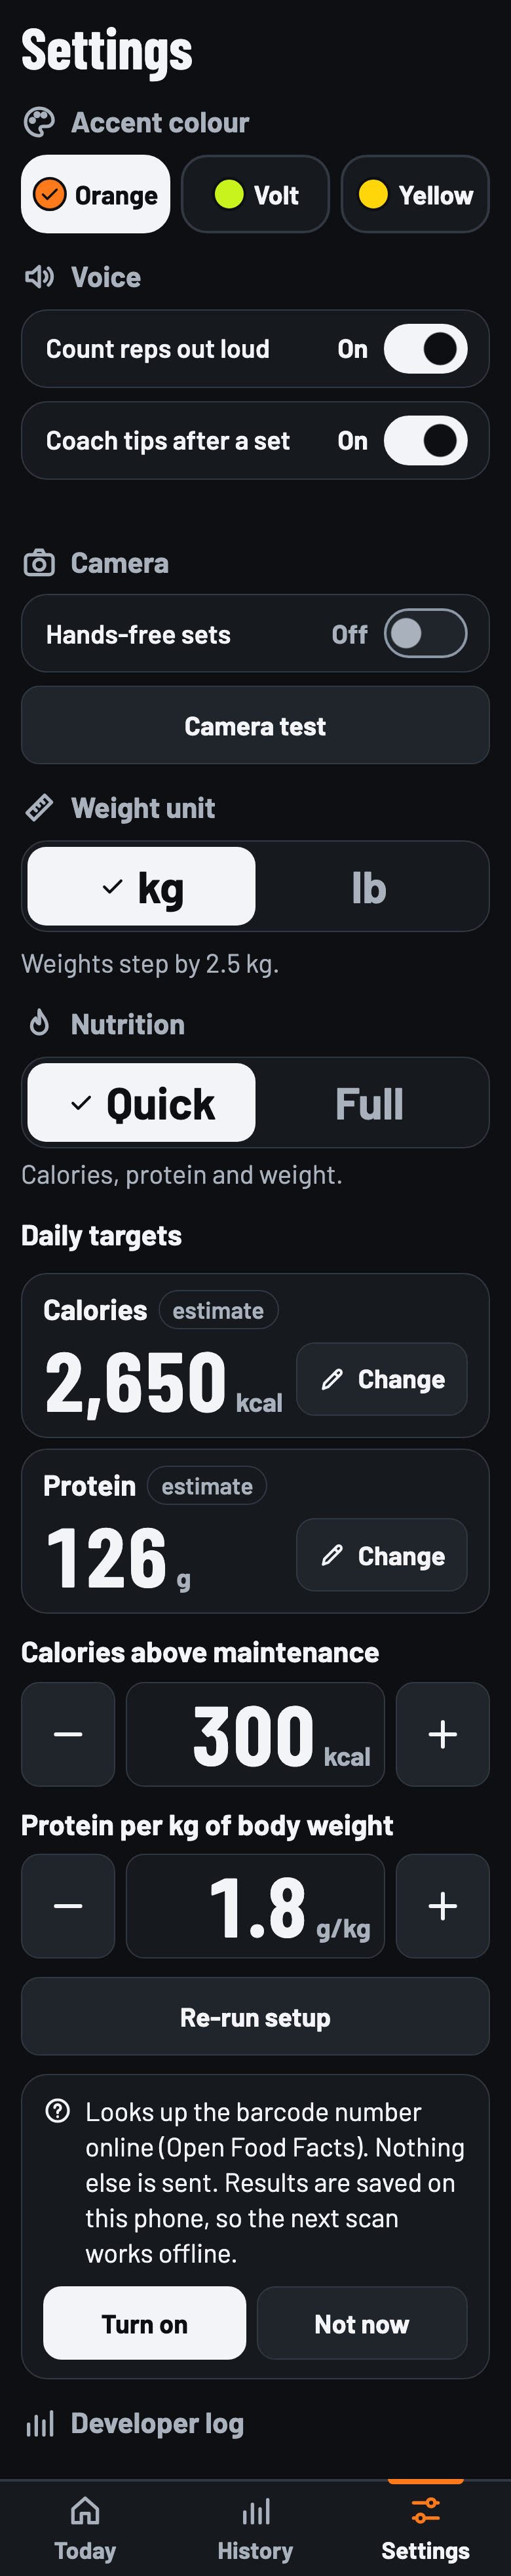 Settings
Accent colour
Orange
Volt
Yellow
Voice
Count reps out loud
On
Coach tips after a set
On
Camera
Hands-free sets
Off
Camera test
Weight unit
kg
lb
Weights step by 2.5 kg.
Nutrition
Quick
Full
Calories, protein and weight.
Daily targets
Calories
estimate
2,650 kcal
Change
Protein
estimate
126 g
Change
Calories above maintenance
300 kcal
Protein per kg of body weight
1.8 g/kg
Re-run setup
Looks up the barcode number
online (Open Food Facts). Nothing
else is sent. Results are saved on
this phone, so the next scan
works offline.
Turn on
Not now
Developer log
Today
History
Settings